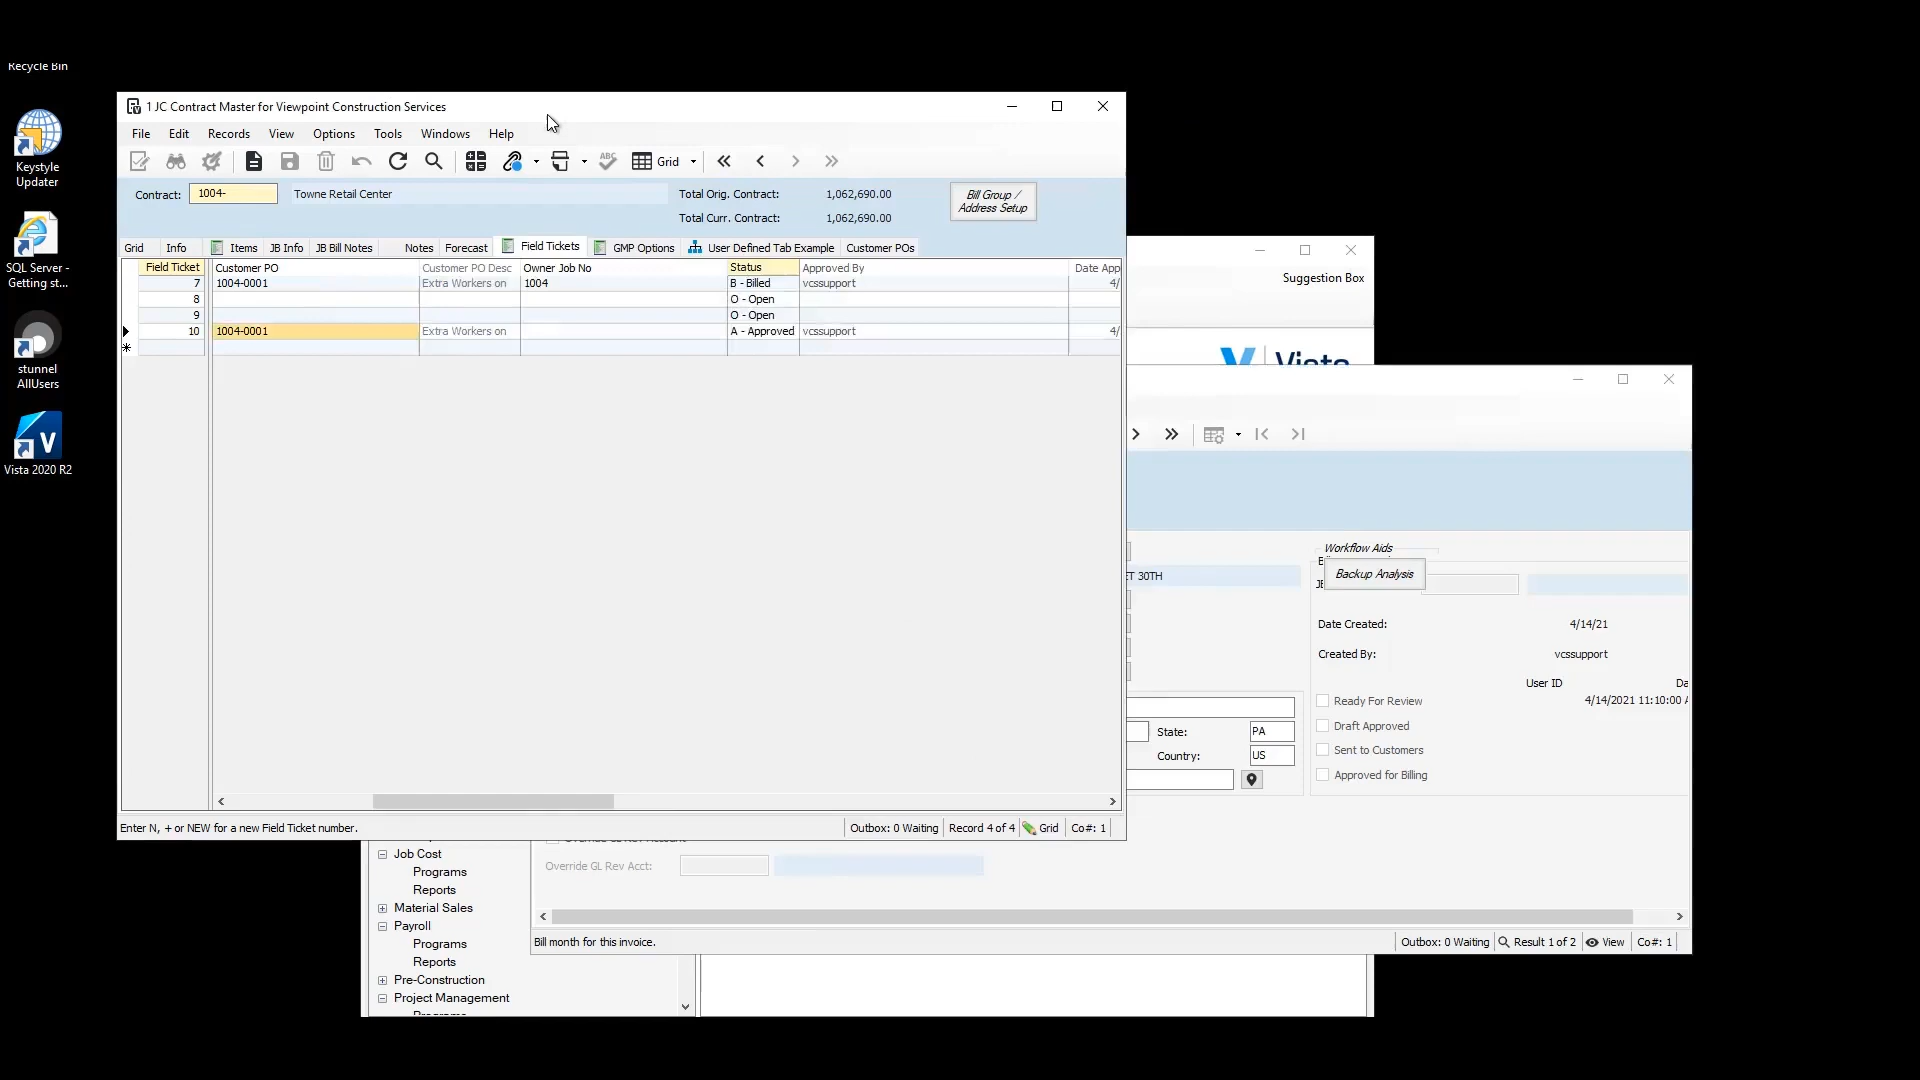 Recycle Bin
Keystyle
Updater
SQL Server -
Getting st...
stunnel
AllUsers
Vista 2020 R2
1 JC Contract Master for Viewpoint Construction Services
File Edit Records View Options Tools Windows Help
Grid
Contract: 1004- Towne Retail Center
Total Orig. Contract: 1,062,690.00
Total Curr. Contract: 1,062,690.00
Bill Group /
Address Setup
Grid Info Items JB Info JB Bill Notes Notes Forecast Field Tickets GMP Options User Defined Tab Example Customer POs
Field Ticket Customer PO Customer PO Desc Owner Job No Status Approved By Date App
7 1004-0001 Extra Workers on 1004 B - Billed vcssupport 4/
8 O - Open
9 O - Open
10 1004-0001 Extra Workers on A - Approved vcssupport 4/
Enter N, + or NEW for a new Field Ticket number.
Outbox: 0 Waiting Record 4 of 4 Grid Co#: 1
Suggestion Box
Vista
ET 30TH
Workflow Aids
Backup Analysis
Date Created: 4/14/21
Created By: vcssupport
User ID Da
4/14/2021 11:10:00 A
Ready For Review
Draft Approved
Sent to Customers
Approved for Billing
State: PA
Country: US
Override GL Rev Acct:
Bill month for this invoice.
Outbox: 0 Waiting Result 1 of 2 View Co#: 1
Job Cost
Programs
Reports
Material Sales
Payroll
Programs
Reports
Pre-Construction
Project Management
Programs